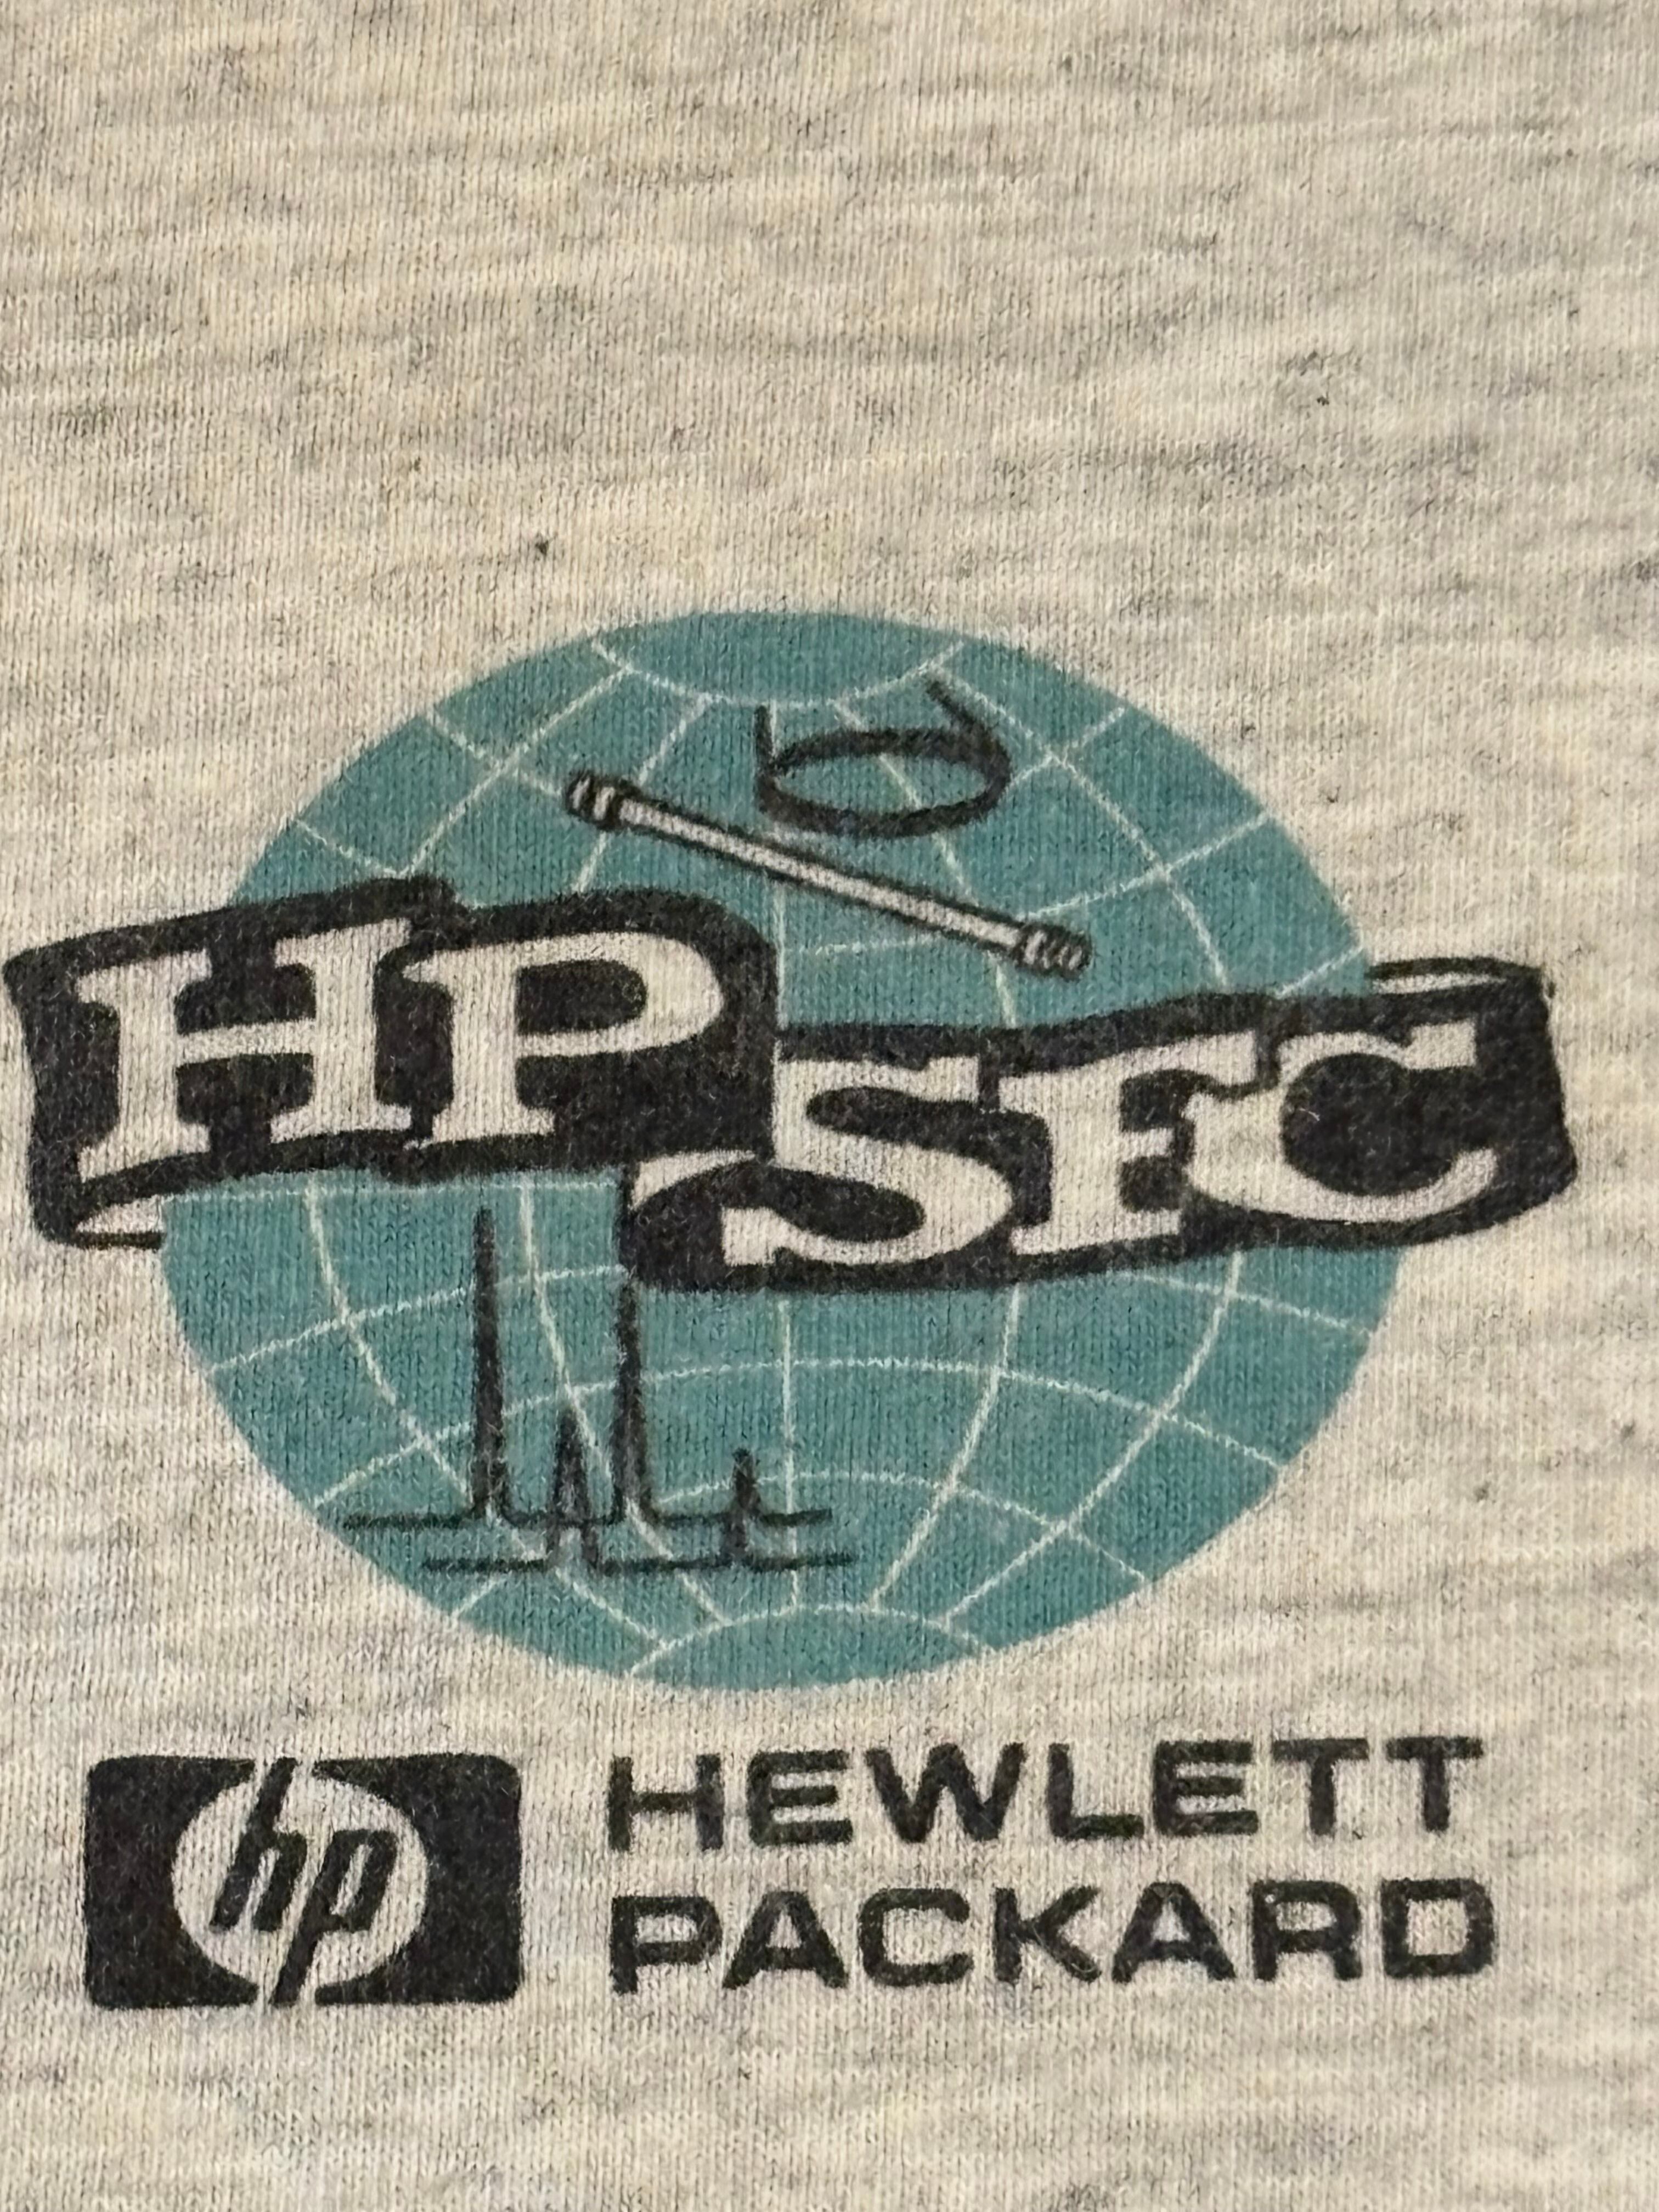 HP SFC
hp
HEWLETT
PACKARD